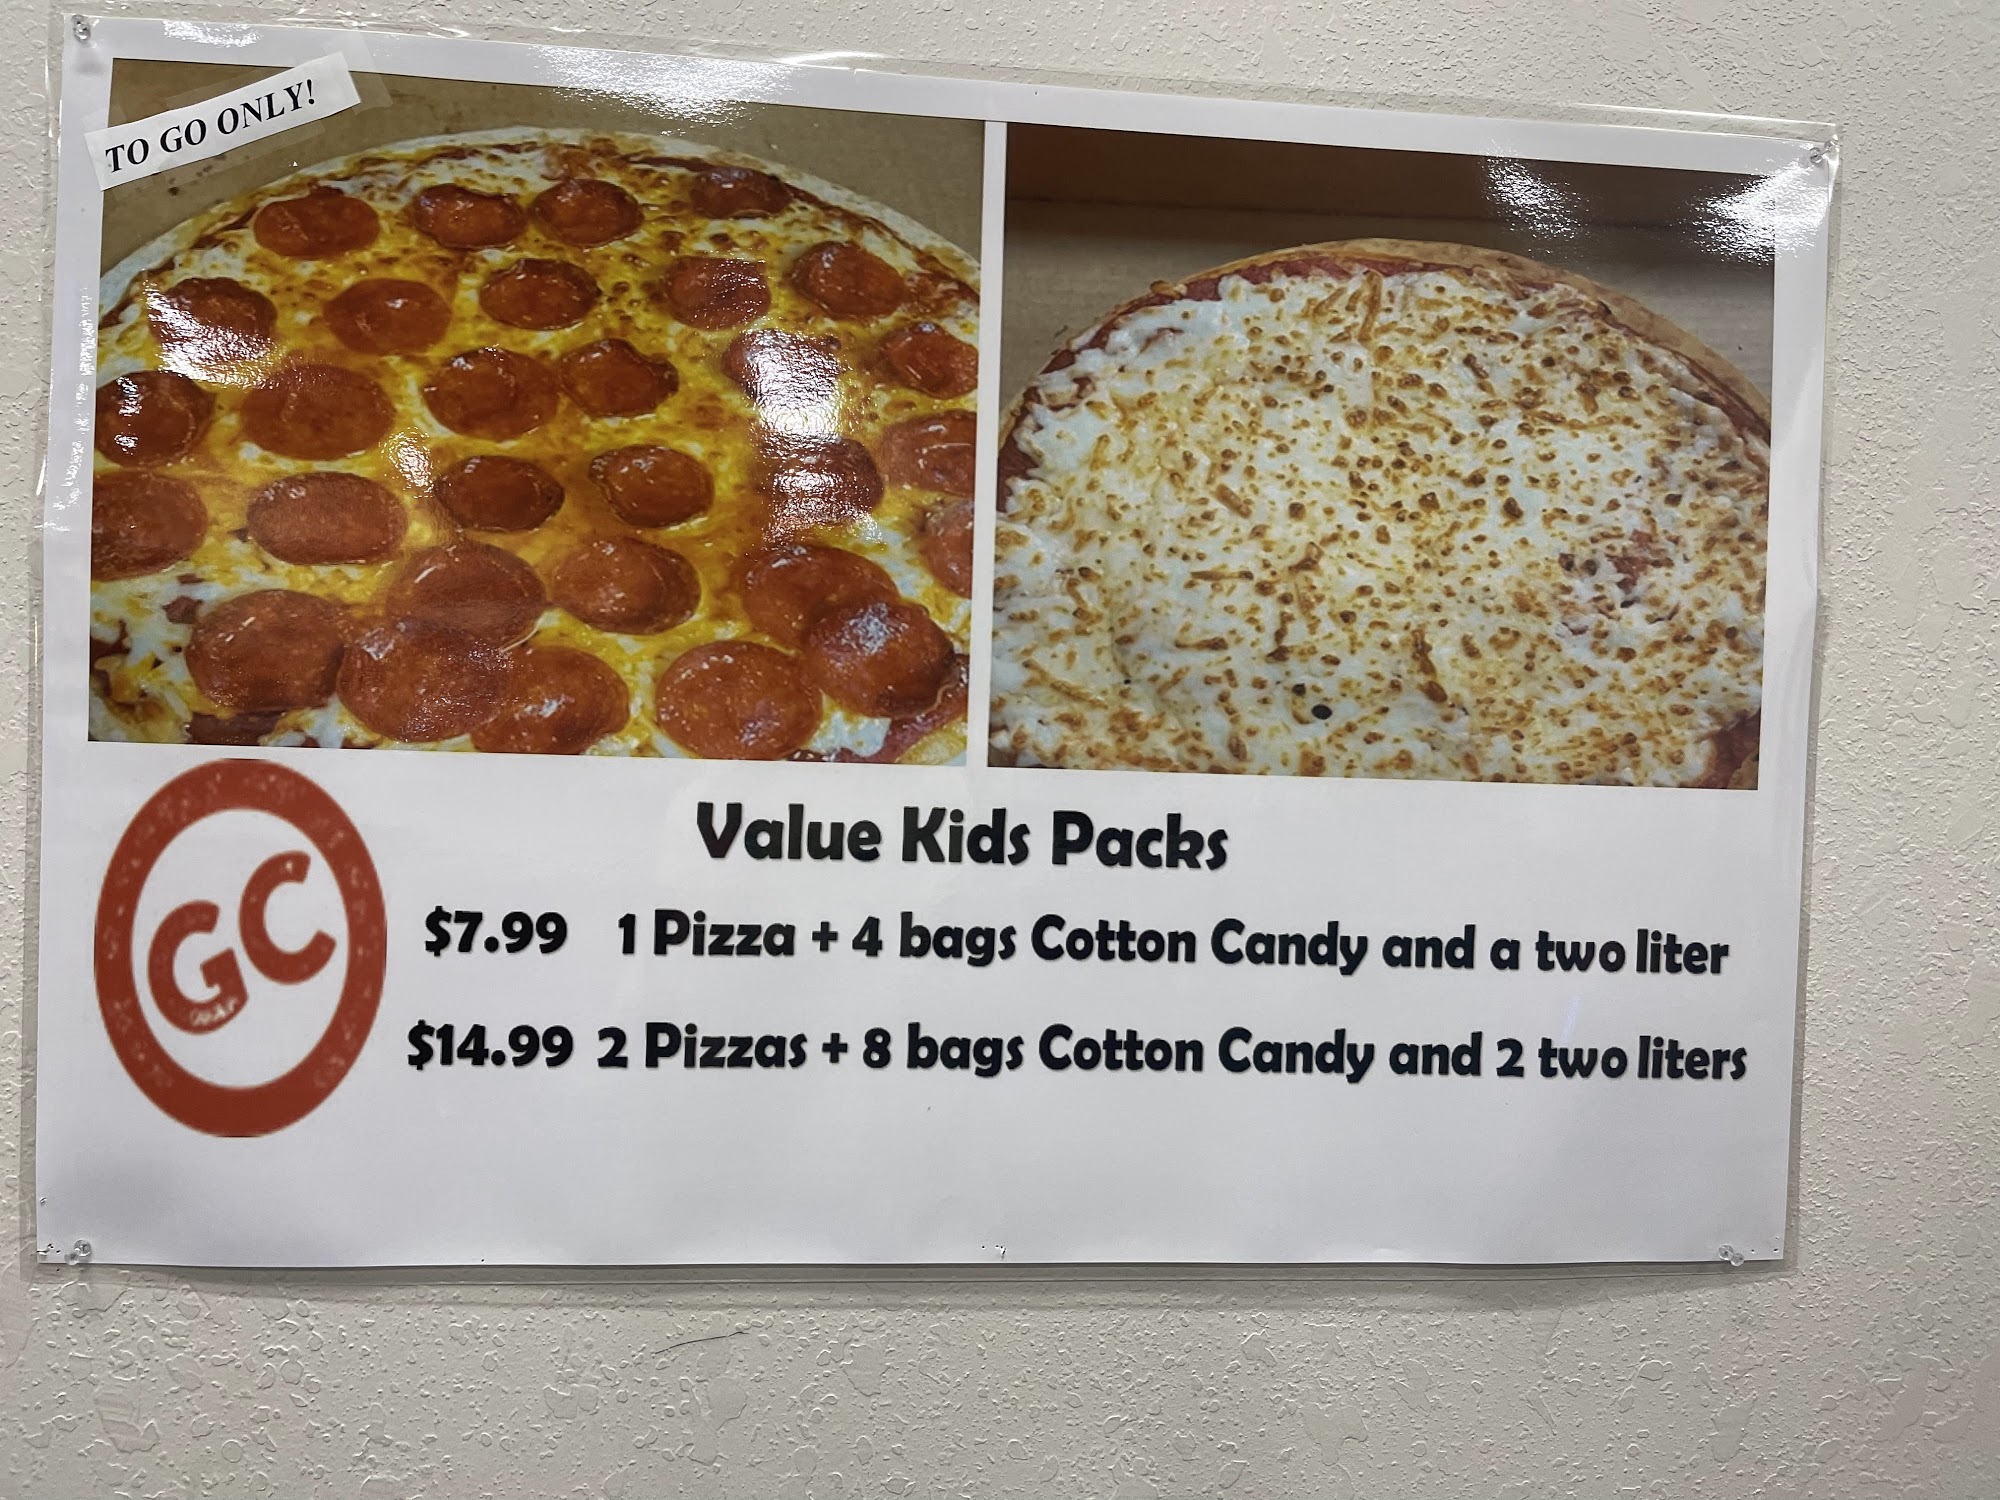 TO GO ONLY!
Value Kids Packs
GC
$7.99 1 Pizza + 4 bags Cotton Candy and a two liter
$14.99 2 Pizzas + 8 bags Cotton Candy and 2 two liters